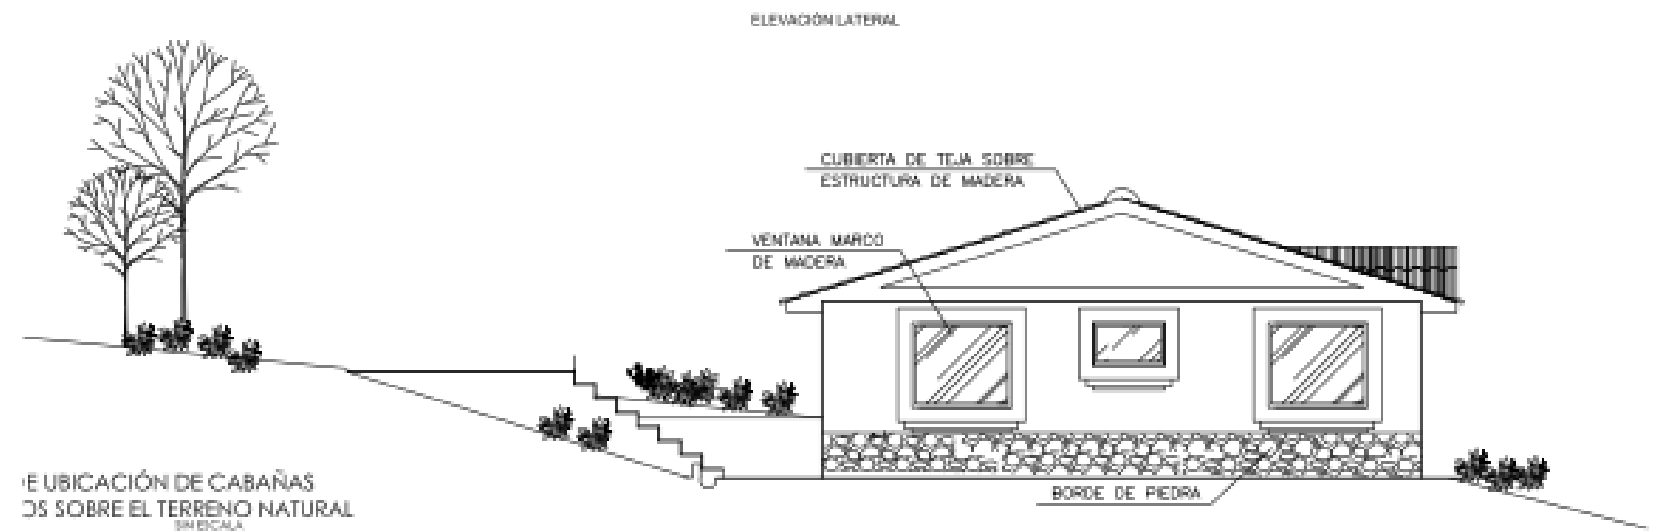 ELEVACIÓN LATERAL
CUBIERTA DE TEJA SOBRE
ESTRUCTURA DE MADERA
VENTANA MARCO
DE MADERA
BORDE DE PIEDRA
E UBICACIÓN DE CABAÑAS
OS SOBRE EL TERRENO NATURAL
SIN ESCALA